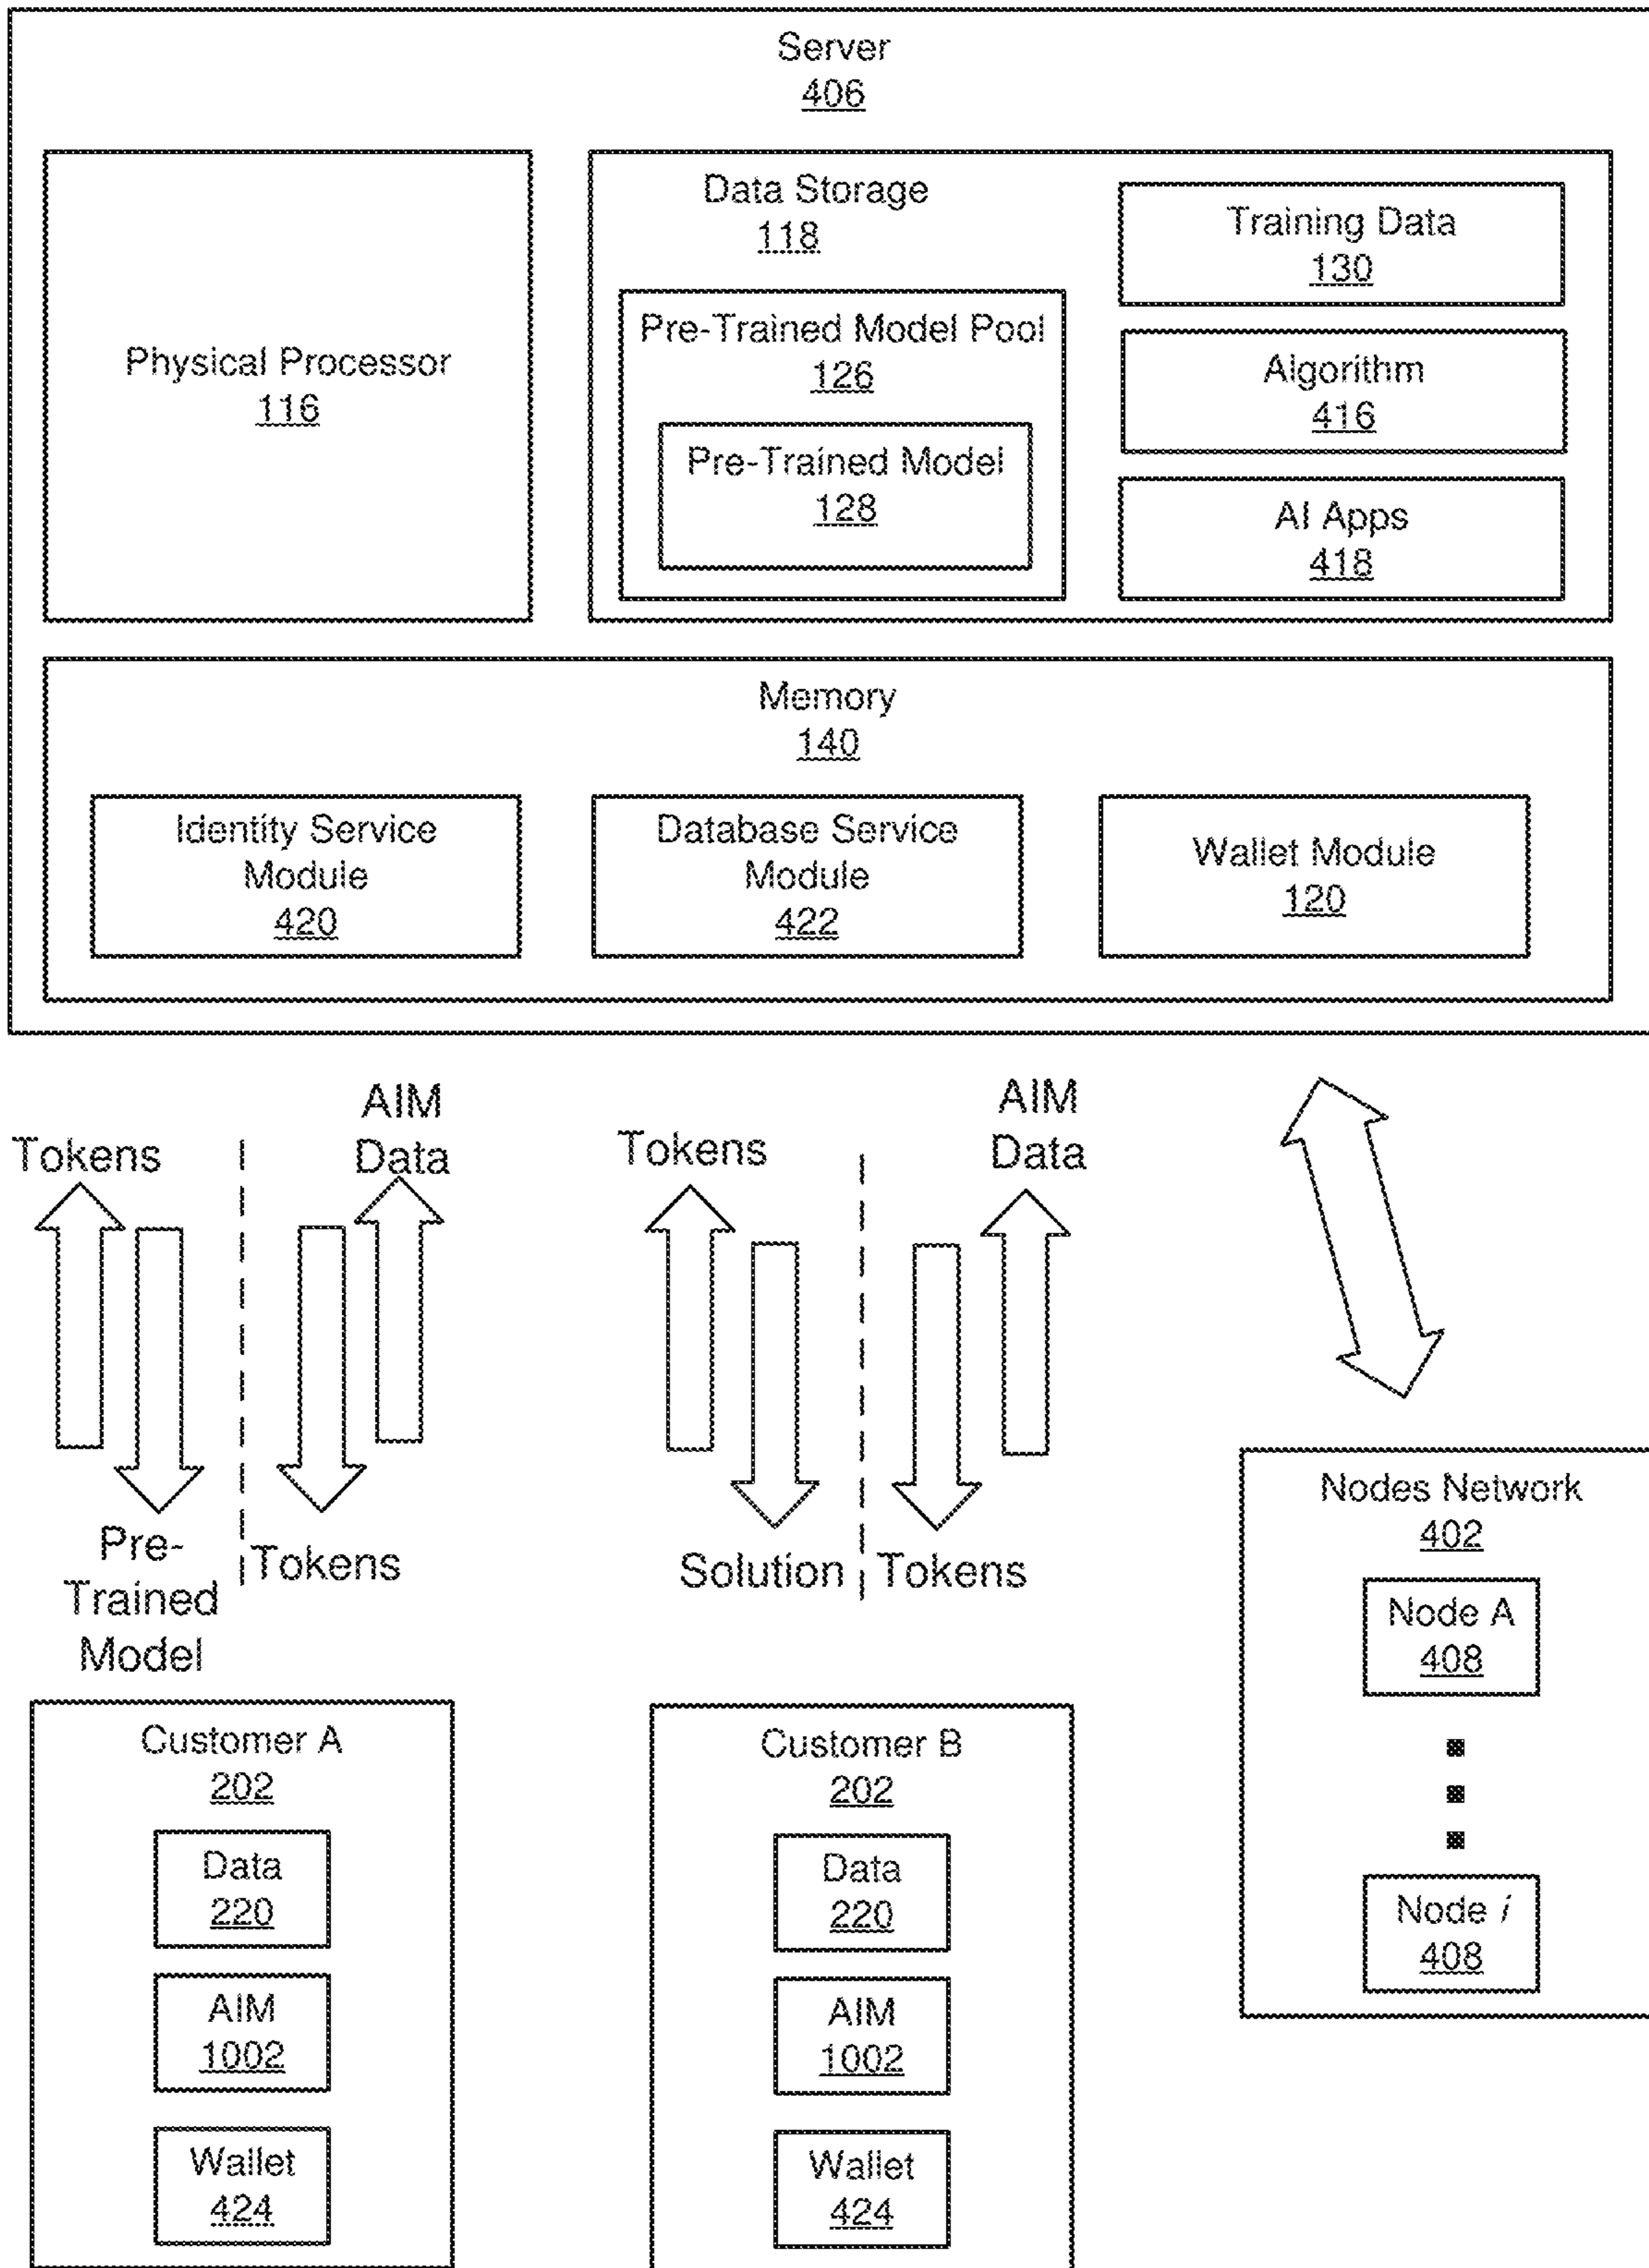 Server
406
Physical Processor
116
Data Storage
118
Pre-Trained Model Pool
126
Pre-Trained Model
128
Training Data
130
Algorithm
416
AI Apps
418
Memory
140
Identity Service
Module
420
Database Service
Module
422
Wallet Module
120
Tokens
AIM
Data
Pre-
Trained
Model
Tokens
Tokens
AIM
Data
Solution
Tokens
Customer A
202
Data
220
AIM
1002
Wallet
424
Customer B
202
Data
220
AIM
1002
Wallet
424
Nodes Network
402
Node A
408
Node i
408